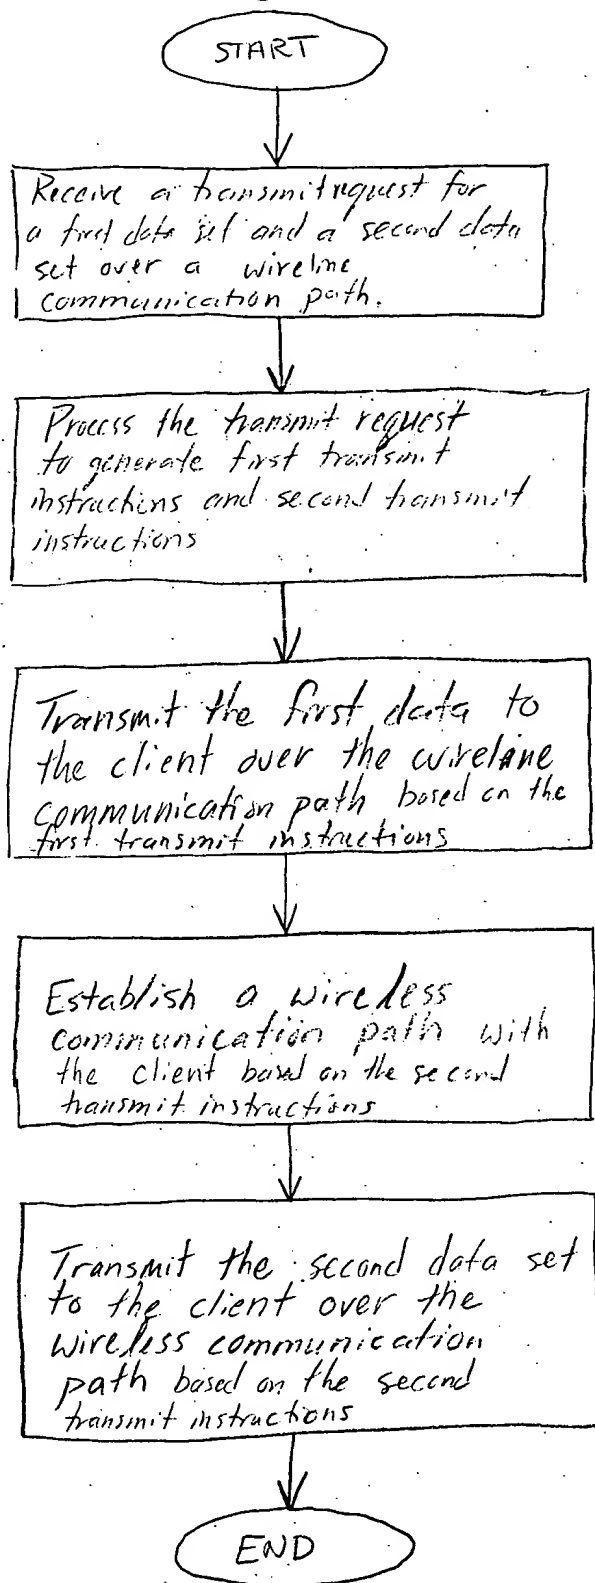 START
Receive a transmit request for
a first data set and a second data
set over a wireline
communication path.
Process the transmit request
to generate first transmit
instructions and second transmit
instructions
Transmit the first data to
the client over the wireline
communication path based on the
first transmit instructions
Establish a wireless
communication path with
the client based on the second
transmit instructions
Transmit the second data set
to the client over the
wireless communication
path based on the second
transmit instructions
END